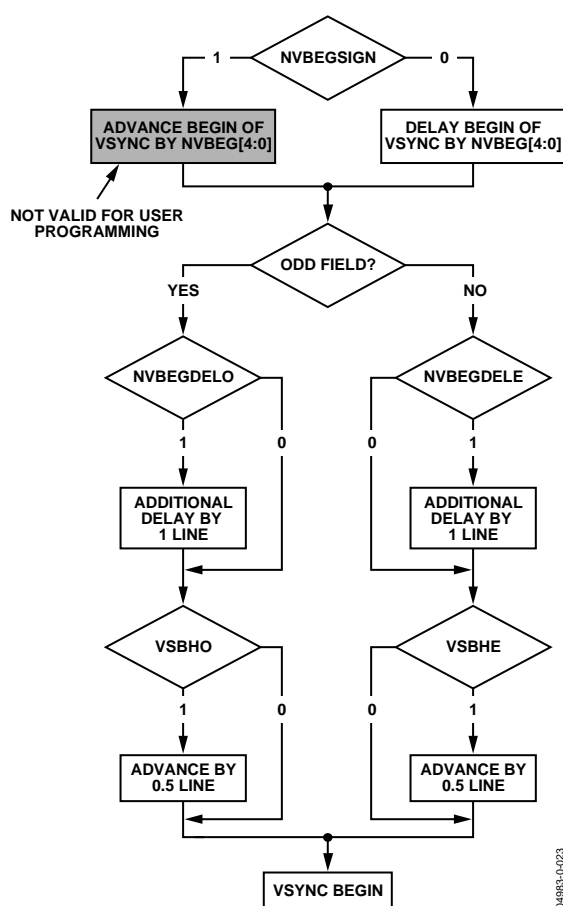 NVBEGSIGN
1
0
ADVANCE BEGIN OF
VSYNC BY NVBEG[4:0]
DELAY BEGIN OF
VSYNC BY NVBEG[4:0]
NOT VALID FOR USER
PROGRAMMING
ODD FIELD?
YES
NO
NVBEGDELO
NVBEGDELE
1
0
0
1
ADDITIONAL
DELAY BY
1 LINE
ADDITIONAL
DELAY BY
1 LINE
VSBHO
VSBHE
1
0
0
1
ADVANCE BY
0.5 LINE
ADVANCE BY
0.5 LINE
VSYNC BEGIN
04983-0-023